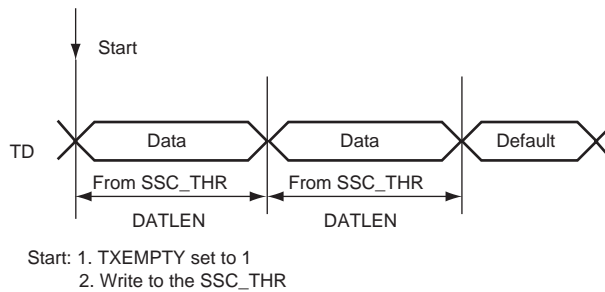 Start
TD
Data Data Default
From SSC_THR From SSC_THR
DATLEN DATLEN
Start: 1. TXEMPTY set to 1
2. Write to the SSC_THR